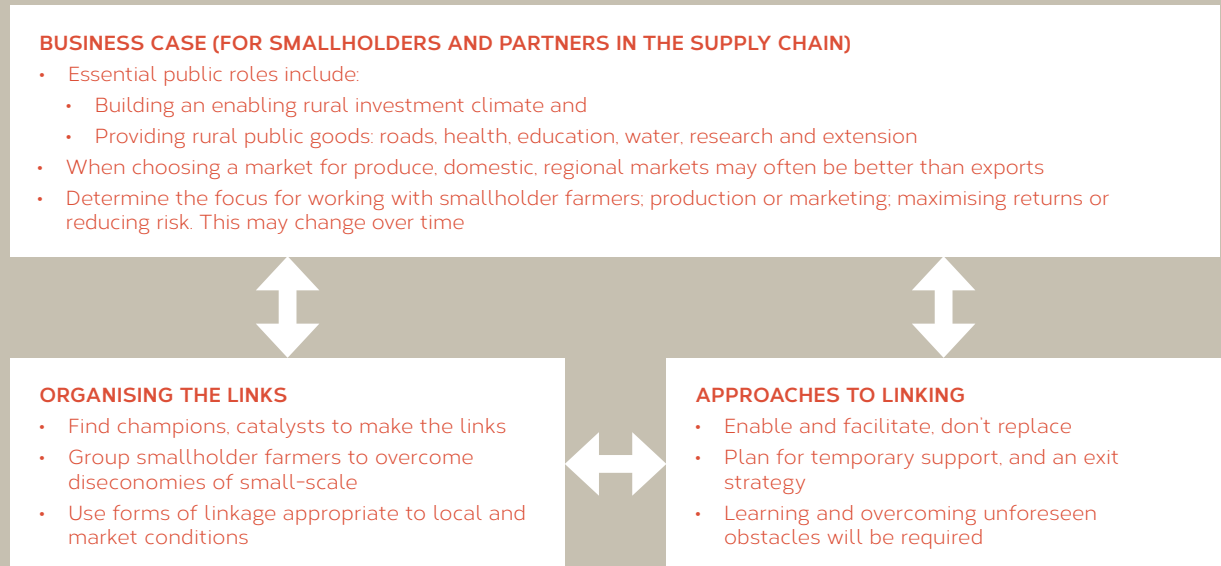 BUSINESS CASE (FOR SMALLHOLDERS AND PARTNERS IN THE SUPPLY CHAIN)
• Essential public roles include:
• Building an enabling rural investment climate and
• Providing rural public goods: roads, health, education, water, research and extension
• When choosing a market for produce, domestic, regional markets may often be better than exports
• Determine the focus for working with smallholder farmers; production or marketing; maximising returns or
reducing risk. This may change over time
ORGANISING THE LINKS
• Find champions, catalysts to make the links
• Group smallholder farmers to overcome
diseconomies of small-scale
• Use forms of linkage appropriate to local and
market conditions
APPROACHES TO LINKING
• Enable and facilitate, don't replace
• Plan for temporary support, and an exit
strategy
• Learning and overcoming unforeseen
obstacles will be required